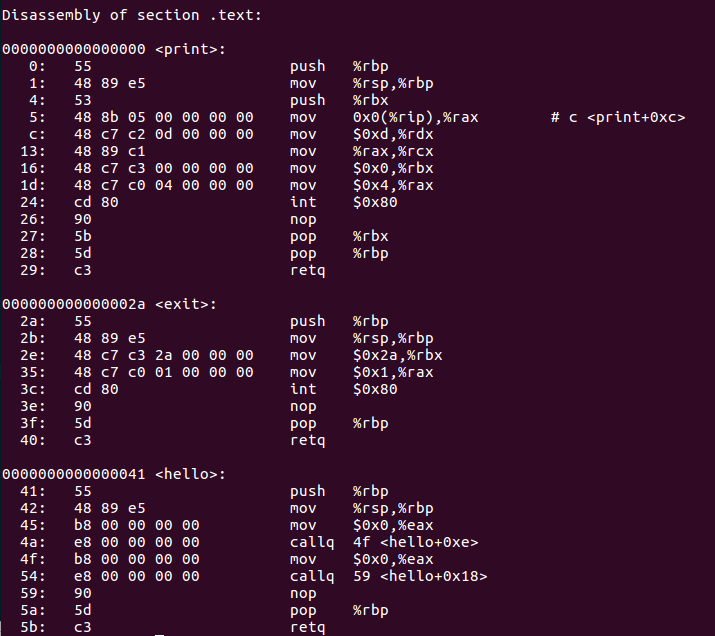 Disassembly of section .text:
0000000000000000 <print>:
0: 55 push %rbp
1: 48 89 e5 mov %rsp,%rbp
4: 53 push %rbx
5: 48 8b 05 00 00 00 00 mov 0x0(%rip),%rax # c <print+0xc>
c: 48 c7 c2 0d 00 00 00 mov $0xd,%rdx
13: 48 89 c1 mov %rax,%rcx
16: 48 c7 c3 00 00 00 00 mov $0x0,%rbx
1d: 48 c7 c0 04 00 00 00 mov $0x4,%rax
24: cd 80 int $0x80
26: 90 nop
27: 5b pop %rbx
28: 5d pop %rbp
29: c3 retq
000000000000002a <exit>:
2a: 55 push %rbp
2b: 48 89 e5 mov %rsp,%rbp
2e: 48 c7 c3 2a 00 00 00 mov $0x2a,%rbx
35: 48 c7 c0 01 00 00 00 mov $0x1,%rax
3c: cd 80 int $0x80
3e: 90 nop
3f: 5d pop %rbp
40: c3 retq
0000000000000041 <hello>:
41: 55 push %rbp
42: 48 89 e5 mov %rsp,%rbp
45: b8 00 00 00 00 mov $0x0,%eax
4a: e8 00 00 00 00 callq 4f <hello+0xe>
4f: b8 00 00 00 00 mov $0x0,%eax
54: e8 00 00 00 00 callq 59 <hello+0x18>
59: 90 nop
5a: 5d pop %rbp
5b: c3 retq